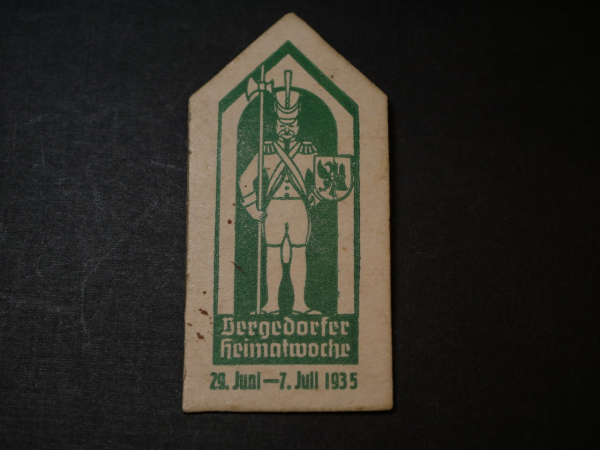 Bergedorfer
Heimatwoche
29. Juni—7. Juli 1935